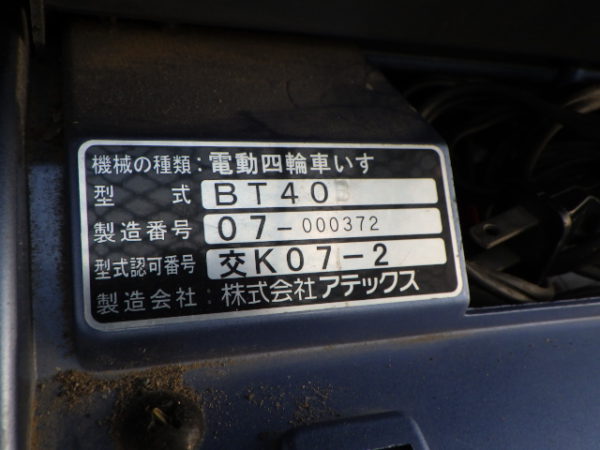 機械の種類：電動四輪車いす
型 式 BT40
製造番号 07-000372
型式認可番号 交K07-2
製造会社：株式会社アテックス